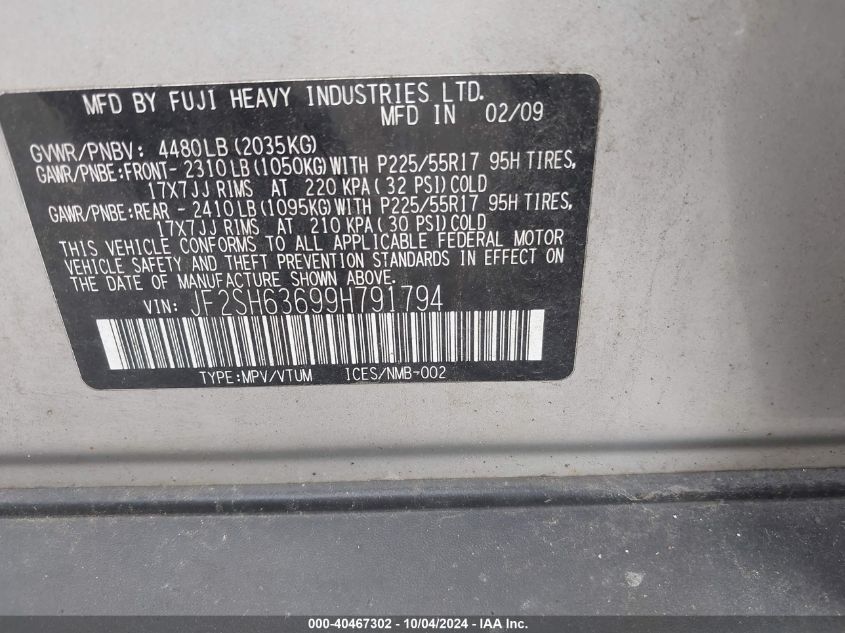 MFD BY FUJI HEAVY INDUSTRIES LTD.
MFD IN 02/09
GVWR/PNBV: 4480LB (2035KG)
GAWR/PNBE:FRONT- 2310LB (1050KG) WITH P225/55R17 95H TIRES,
17X7JJ RIMS AT 220 KPA ( 32 PSI) COLD
GAWR/PNBE:REAR - 2410LB (1095KG) WITH P225/55R17 95H TIRES,
17X7JJ RIMS AT 210 KPA ( 30 PSI) COLD
THIS VEHICLE CONFORMS TO ALL APPLICABLE FEDERAL MOTOR
VEHICLE SAFETY AND THEFT PREVENTION STANDARDS IN EFFECT ON
THE DATE OF MANUFACTURE SHOWN ABOVE.
VIN: JF2SH63699H791794
TYPE:MPV/VTUM ICES/NMB-002
000-40467302 - 10/04/2024 - IAA Inc.